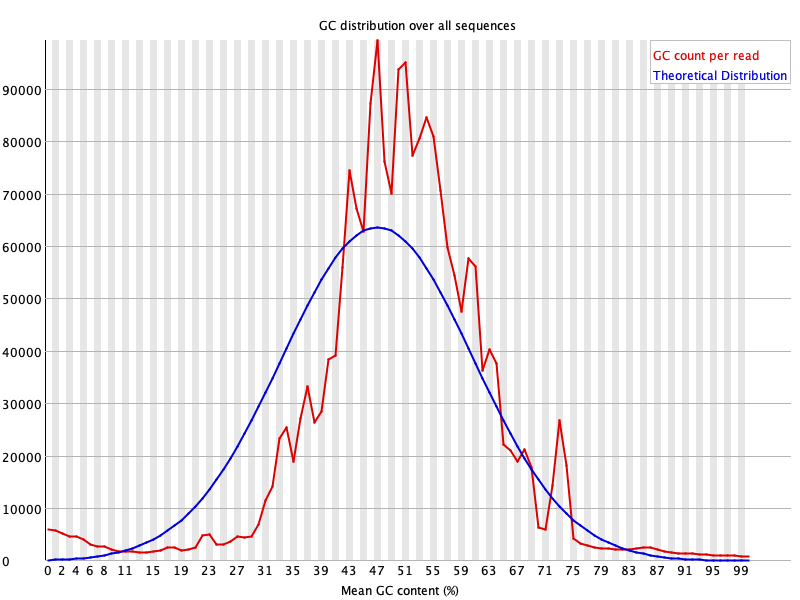 GC distribution over all sequences
GC count per read
Theoretical Distribution
90000
80000
70000
60000
50000
40000
30000
20000
10000
0
0 2 4 6 8 11 15 19 23 27 31 35 39 43 47 51 55 59 63 67 71 75 79 83 87 91 95 99
Mean GC content (%)